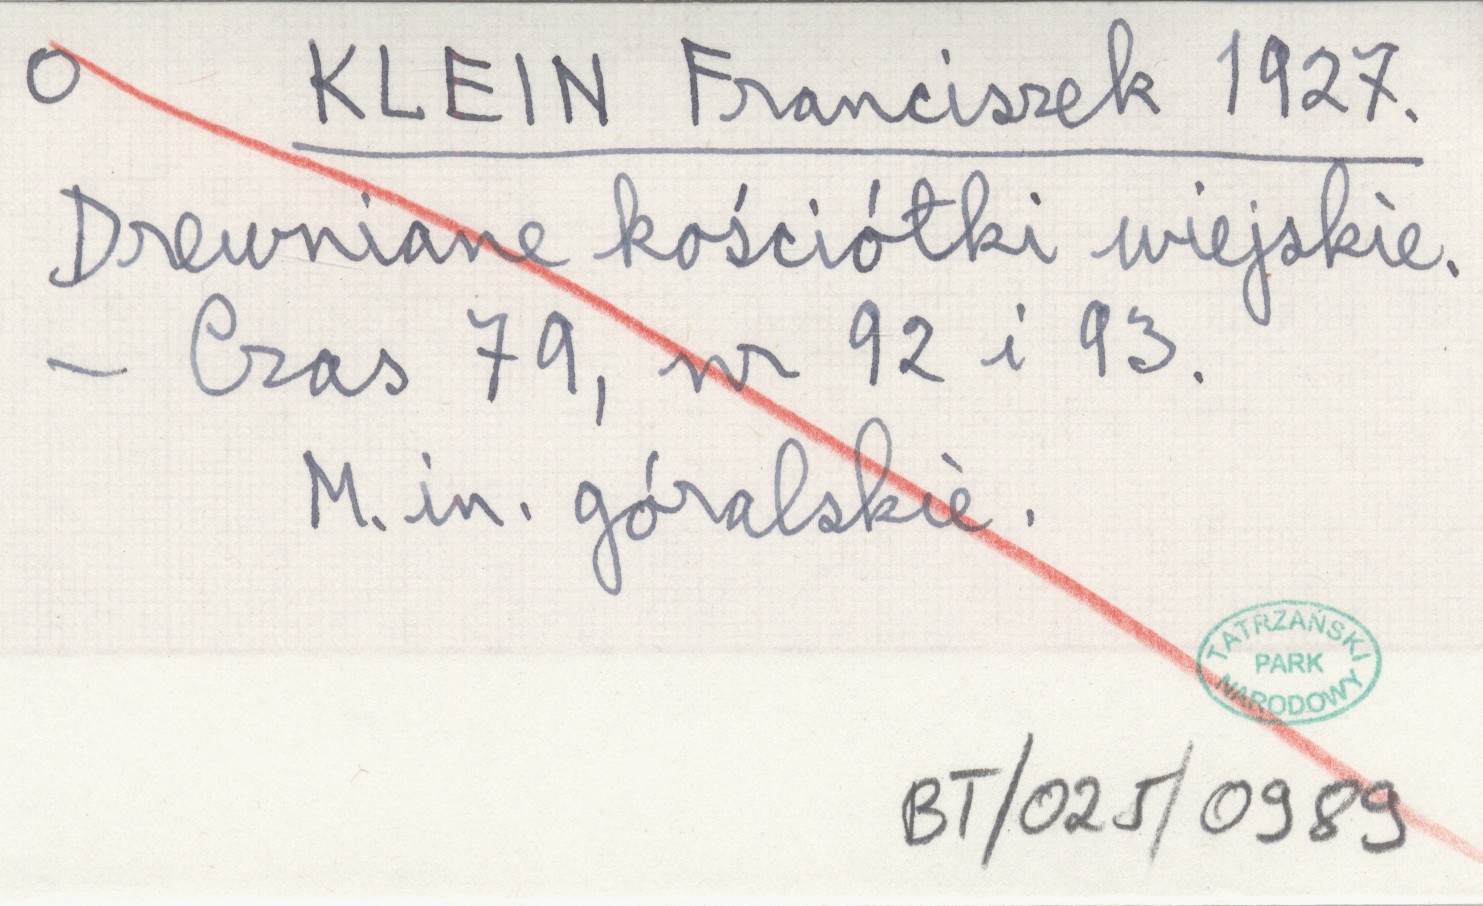 O KLEIN Franciszek 1927.
Drewniane kościółki wiejskie.
– Czas 79, nr 92 i 93.
M. in. góralskie.
TATRZAŃSKI
PARK
NARODOWY
BT/025/0989